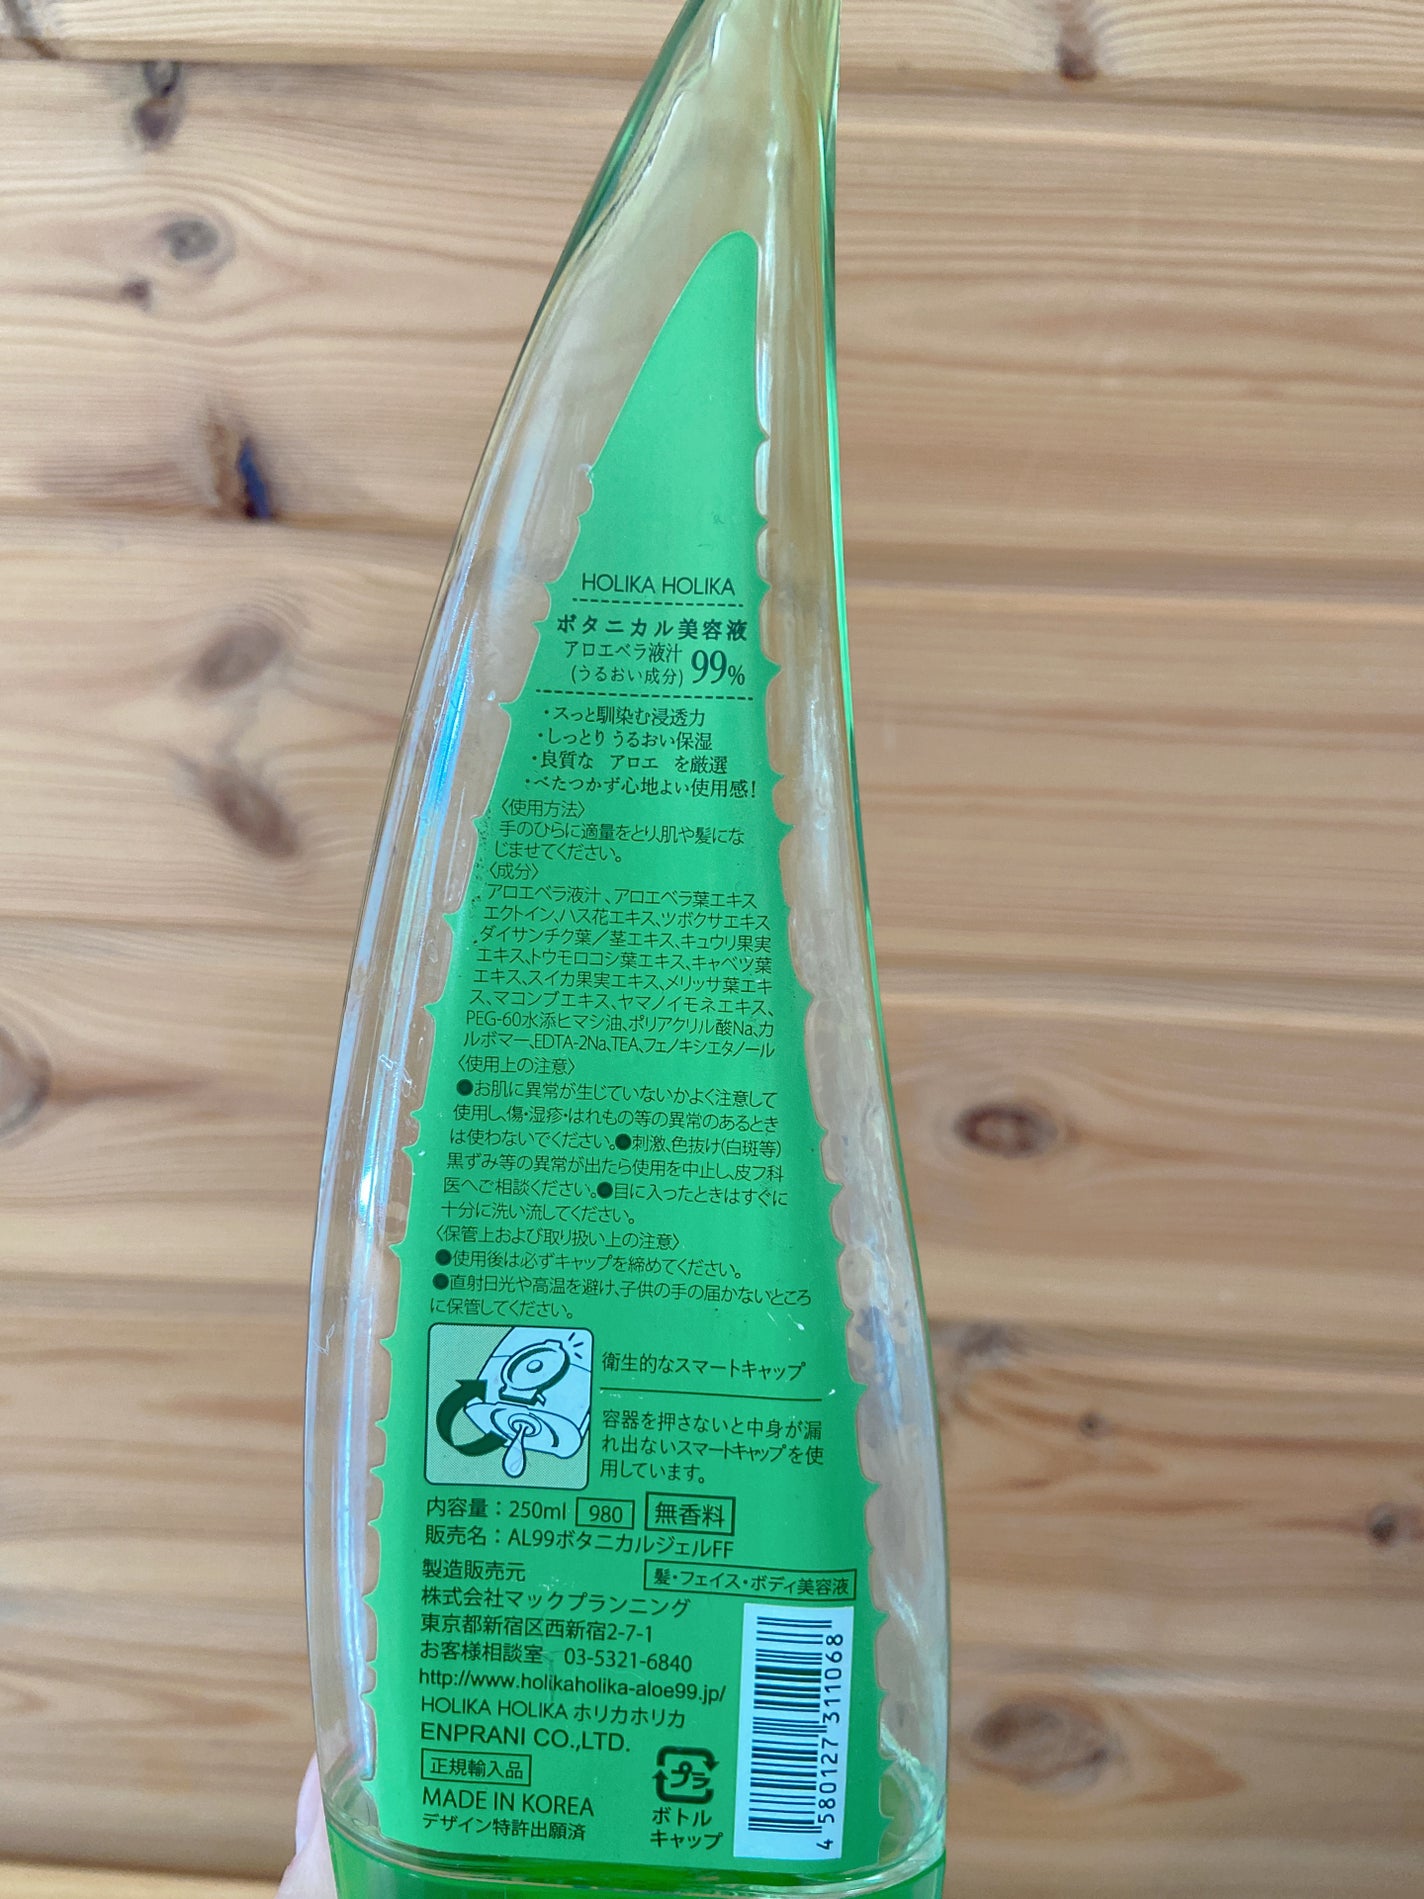 HOLIKA HOLIKA
ボタニカル美容液
アロエベラ液汁
(うるおい成分) 99%
・スっと馴染む浸透力
・しっとり うるおい保湿
・良質な アロエ を厳選
・べたつかず心地よい使用感!
〈使用方法〉
手のひらに適量をとり、肌や髪にな
じませてください。
〈成分〉
アロエベラ液汁、アロエベラ葉エキス
エクトイン、ハス花エキス、ツボクサエキス
ダイサンチク葉/茎エキス、キュウリ果実
エキス、トウモロコシ葉エキス、キャベツ葉
エキス、スイカ果実エキス、メリッサ葉エキ
ス、マコンブエキス、ヤマノイモネエキス、
PEG-60水添ヒマシ油、ポリアクリル酸Na、カ
ルボマー、EDTA-2Na、TEA、フェノキシエタノール
〈使用上の注意〉
●お肌に異常が生じていないかよく注意して
使用し、傷・湿疹・はれもの等の異常のあるとき
は使わないでください。●刺激、色抜け(白斑等)
黒ずみ等の異常が出たら使用を中止し、皮フ科
医へご相談ください。●目に入ったときはすぐに
十分に洗い流してください。
〈保管上および取り扱い上の注意〉
●使用後は必ずキャップを締めてください。
●直射日光や高温を避け、子供の手の届かないところ
に保管してください。
衛生的なスマートキャップ
容器を押さないと中身が漏
れ出ないスマートキャップを使
用しています。
内容量：250ml 980 無香料
販売名：AL99ボタニカルジェルFF
製造販売元
髪・フェイス・ボディ美容液
株式会社マックプランニング
東京都新宿区西新宿2-7-1
お客様相談室 03-5321-6840
http://www.holikaholika-aloe99.jp/
HOLIKA HOLIKA ホリカホリカ
ENPRANI CO.,LTD.
正規輸入品
MADE IN KOREA
デザイン特許出願済
プラ
ボトル
キャップ
4 580127 311068